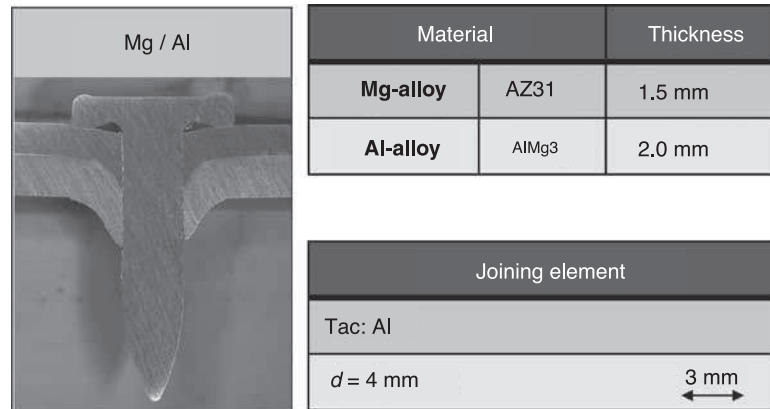 Mg / Al
Material Thickness
Mg-alloy AZ31 1.5 mm
Al-alloy AlMg3 2.0 mm
Joining element
Tac: Al
d = 4 mm 3 mm